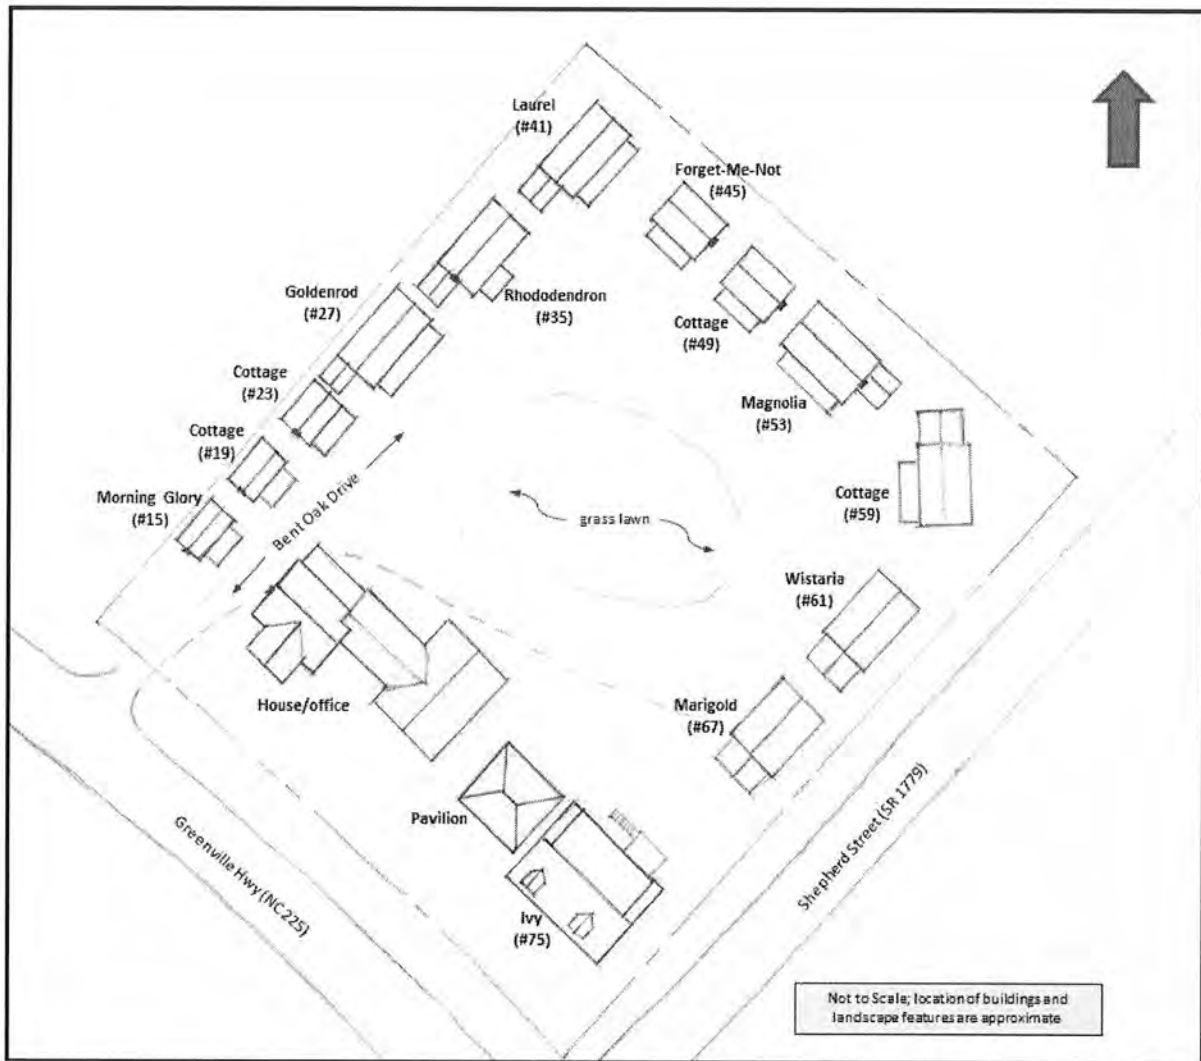 Laurel
(#41)
Forget-Me-Not
(#45)
Goldenrod
(#27)
Rhododendron
(#35)
Cottage
(#49)
Cottage
(#23)
Magnolia
(#53)
Cottage
(#19)
Morning Glory
(#15)
Bent Oak Drive
grass lawn
Cottage
(#59)
Wistaria
(#61)
House/office
Marigold
(#67)
Pavilion
Greenville Hwy (NC 225)
Shepherd Street (SR 1779)
Ivy
(#75)
Not to Scale; location of buildings and
landscape features are approximate